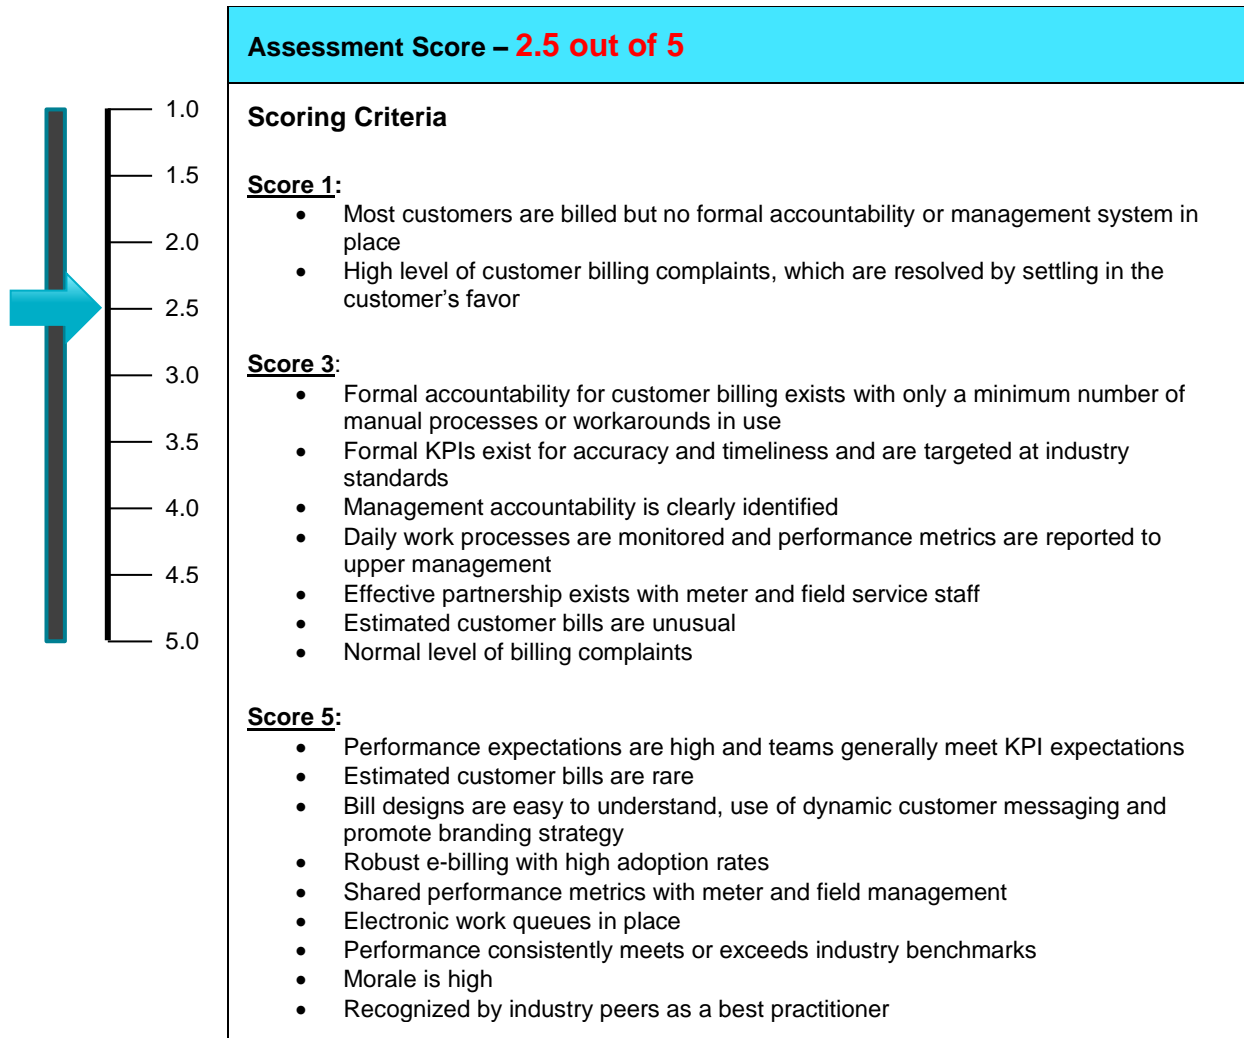 Assessment Score – 2.5 out of 5
1.0
1.5
2.0
2.5
3.0
3.5
4.0
4.5
5.0
Scoring Criteria
Score 1:
• Most customers are billed but no formal accountability or management system in
place
• High level of customer billing complaints, which are resolved by settling in the
customer’s favor
Score 3:
• Formal accountability for customer billing exists with only a minimum number of
manual processes or workarounds in use
• Formal KPIs exist for accuracy and timeliness and are targeted at industry
standards
• Management accountability is clearly identified
• Daily work processes are monitored and performance metrics are reported to
upper management
• Effective partnership exists with meter and field service staff
• Estimated customer bills are unusual
• Normal level of billing complaints
Score 5:
• Performance expectations are high and teams generally meet KPI expectations
• Estimated customer bills are rare
• Bill designs are easy to understand, use of dynamic customer messaging and
promote branding strategy
• Robust e-billing with high adoption rates
• Shared performance metrics with meter and field management
• Electronic work queues in place
• Performance consistently meets or exceeds industry benchmarks
• Morale is high
• Recognized by industry peers as a best practitioner